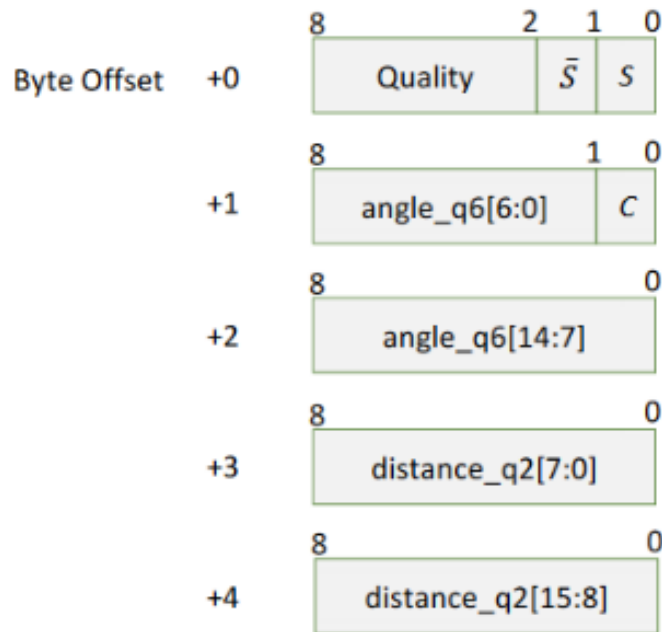 8 2 1 0
Byte Offset +0 Quality S̄ S
8 1 0
+1 angle_q6[6:0] C
8 0
+2 angle_q6[14:7]
8 0
+3 distance_q2[7:0]
8 0
+4 distance_q2[15:8]